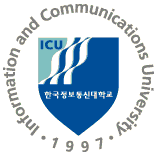 Information and Communications University
• 1997 •
ICU
한국정보통신대학교